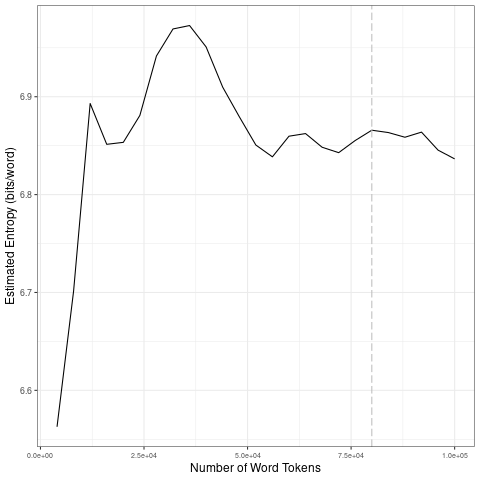 Estimated Entropy (bits/word)
6.9
6.8
6.7
6.6
0.0e+00 2.5e+04 5.0e+04 7.5e+04 1.0e+05
Number of Word Tokens